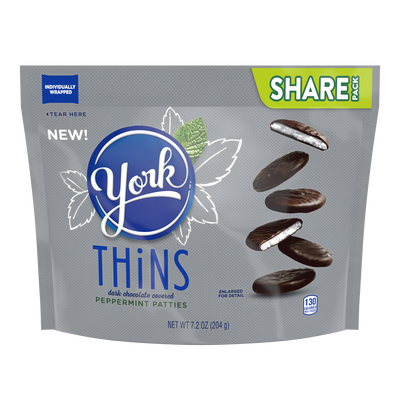 SHARE
PACK
INDIVIDUALLY
WRAPPED
TEAR HERE
NEW!
York
THiNS
dark chocolate covered
PEPPERMINT PATTIES
ENLARGED
FOR DETAIL
130
NET WT 7.2 OZ (204 g)